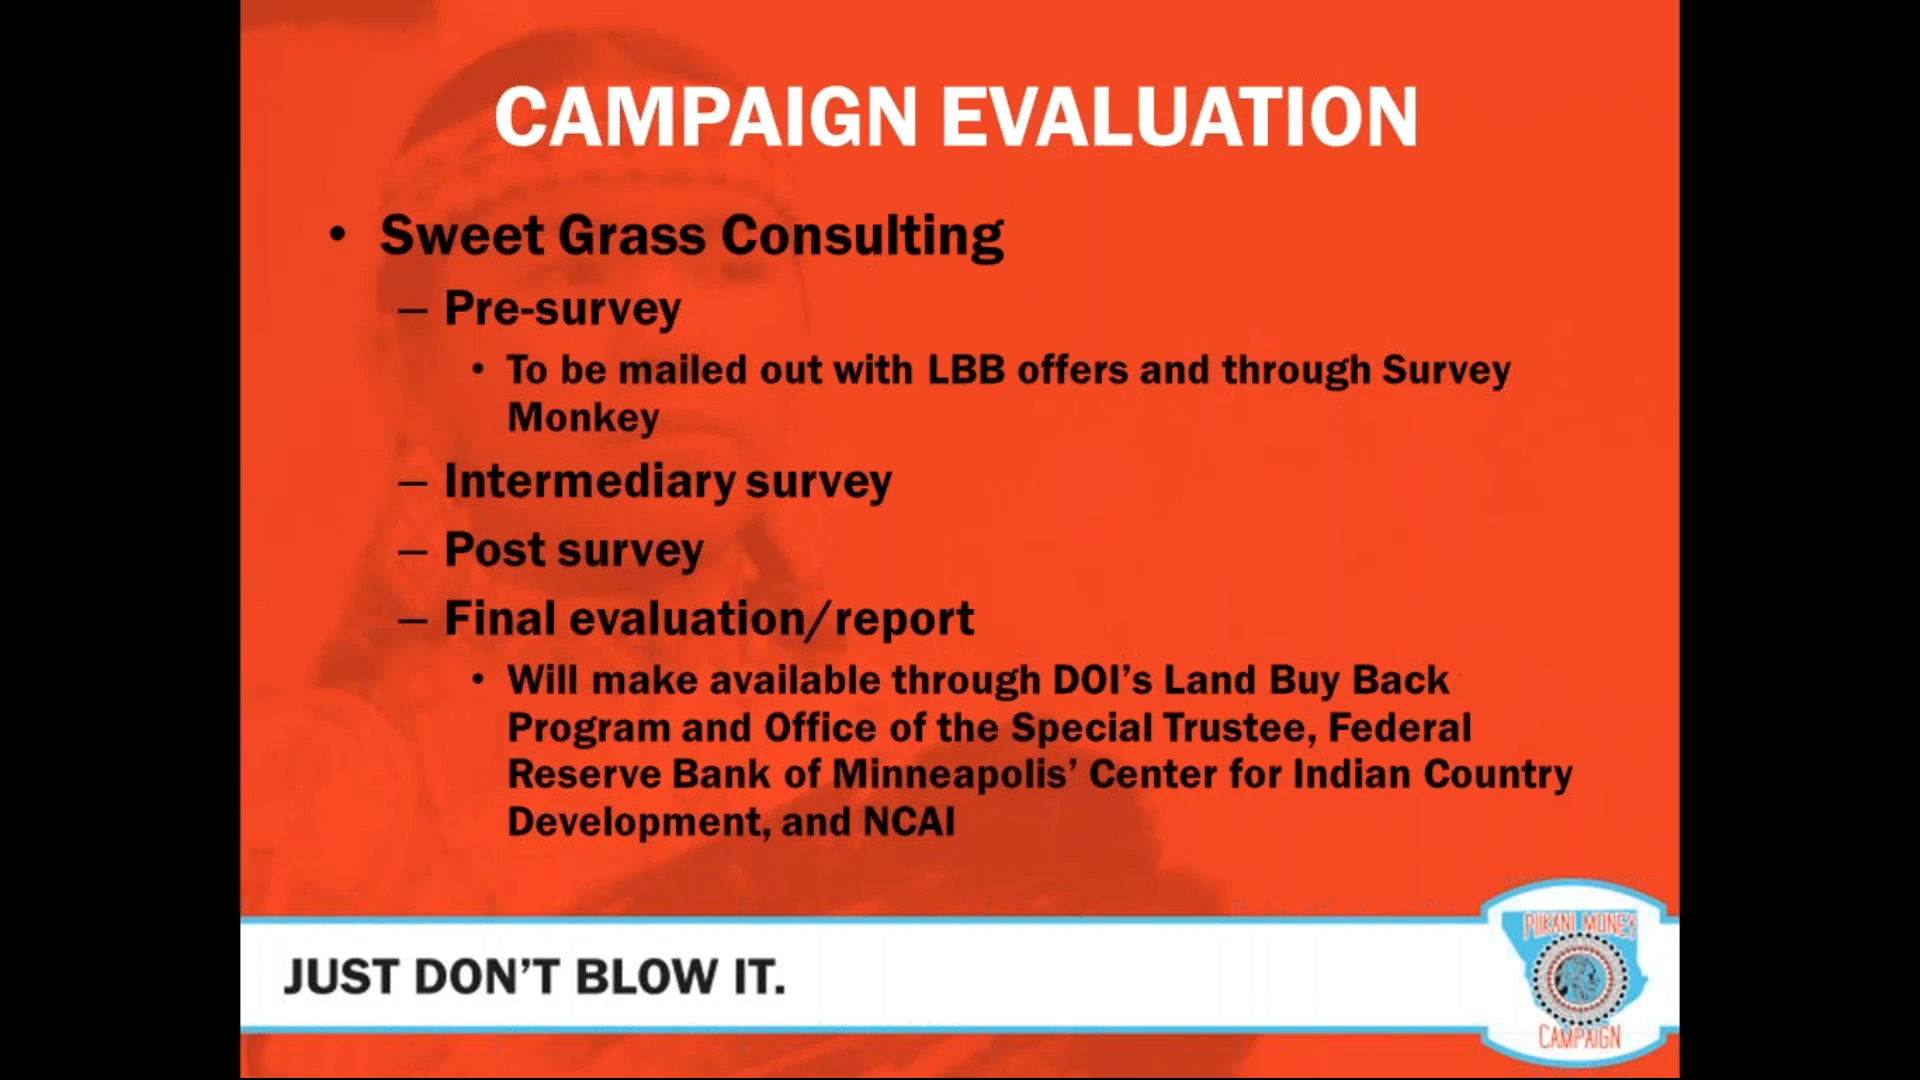 CAMPAIGN EVALUATION
• Sweet Grass Consulting
– Pre-survey
• To be mailed out with LBB offers and through Survey
Monkey
– Intermediary survey
– Post survey
– Final evaluation/report
• Will make available through DOI’s Land Buy Back
Program and Office of the Special Trustee, Federal
Reserve Bank of Minneapolis’ Center for Indian Country
Development, and NCAI
JUST DON’T BLOW IT.
PIIKANI MONEY
CAMPAIGN